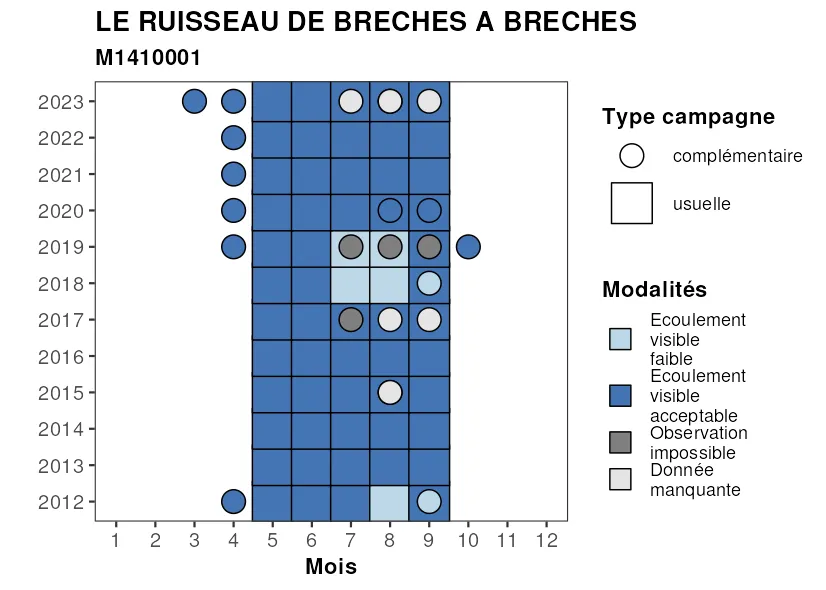 LE RUISSEAU DE BRECHES A BRECHES
M1410001
2023
2022
2021
2020
2019
2018
2017
2016
2015
2014
2013
2012
1 2 3 4 5 6 7 8 9 10 11 12
Mois
Type campagne
complémentaire
usuelle
Modalités
Ecoulement
visible
faible
Ecoulement
visible
acceptable
Observation
impossible
Donnée
manquante